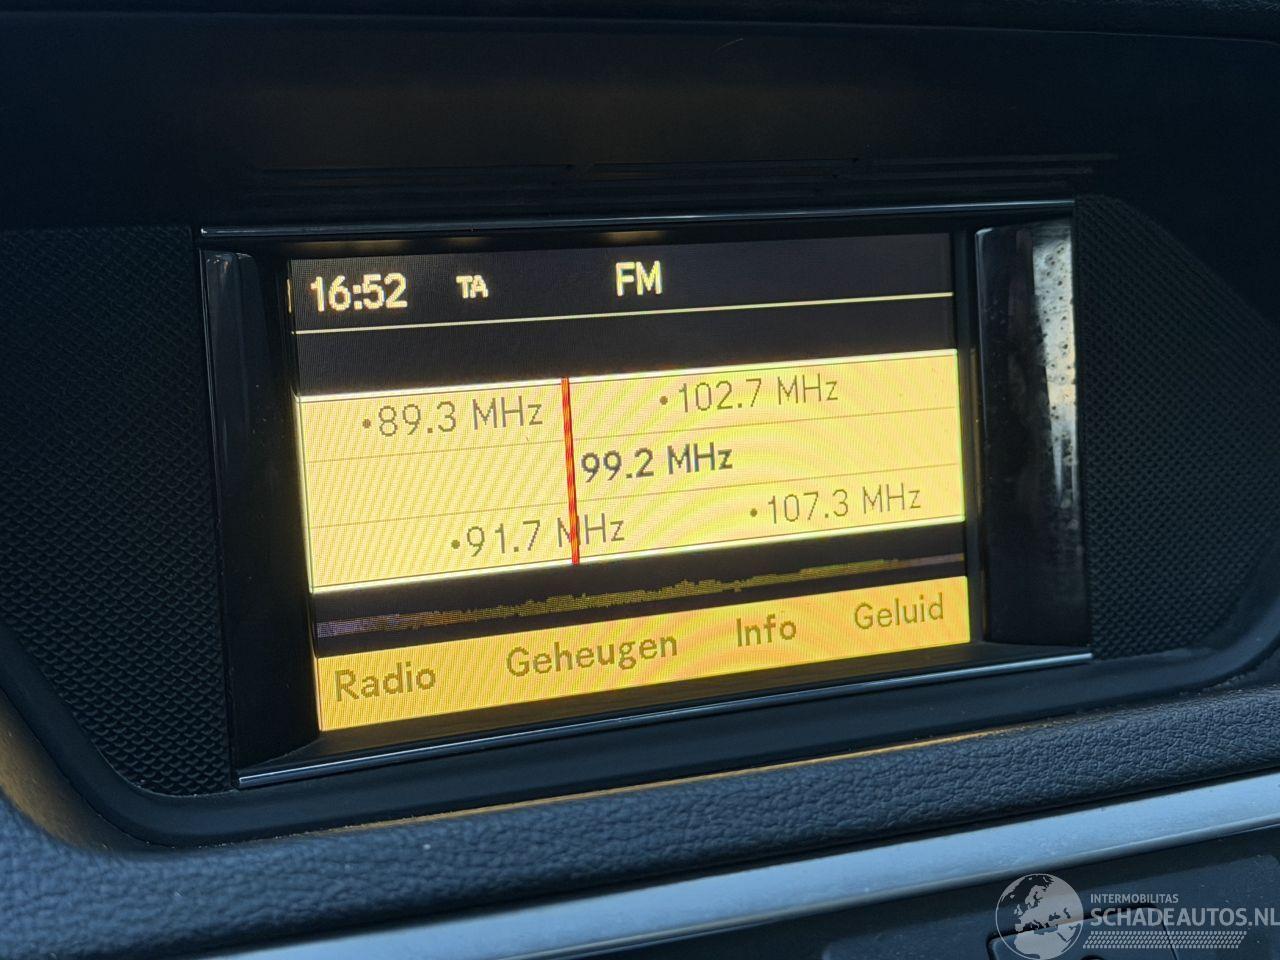 16:52 TA FM
•89.3 MHz •102.7 MHz
99.2 MHz
•91.7 MHz •107.3 MHz
Radio Geheugen Info Geluid
INTERMOBILITAS
SCHADEAUTOS.NL